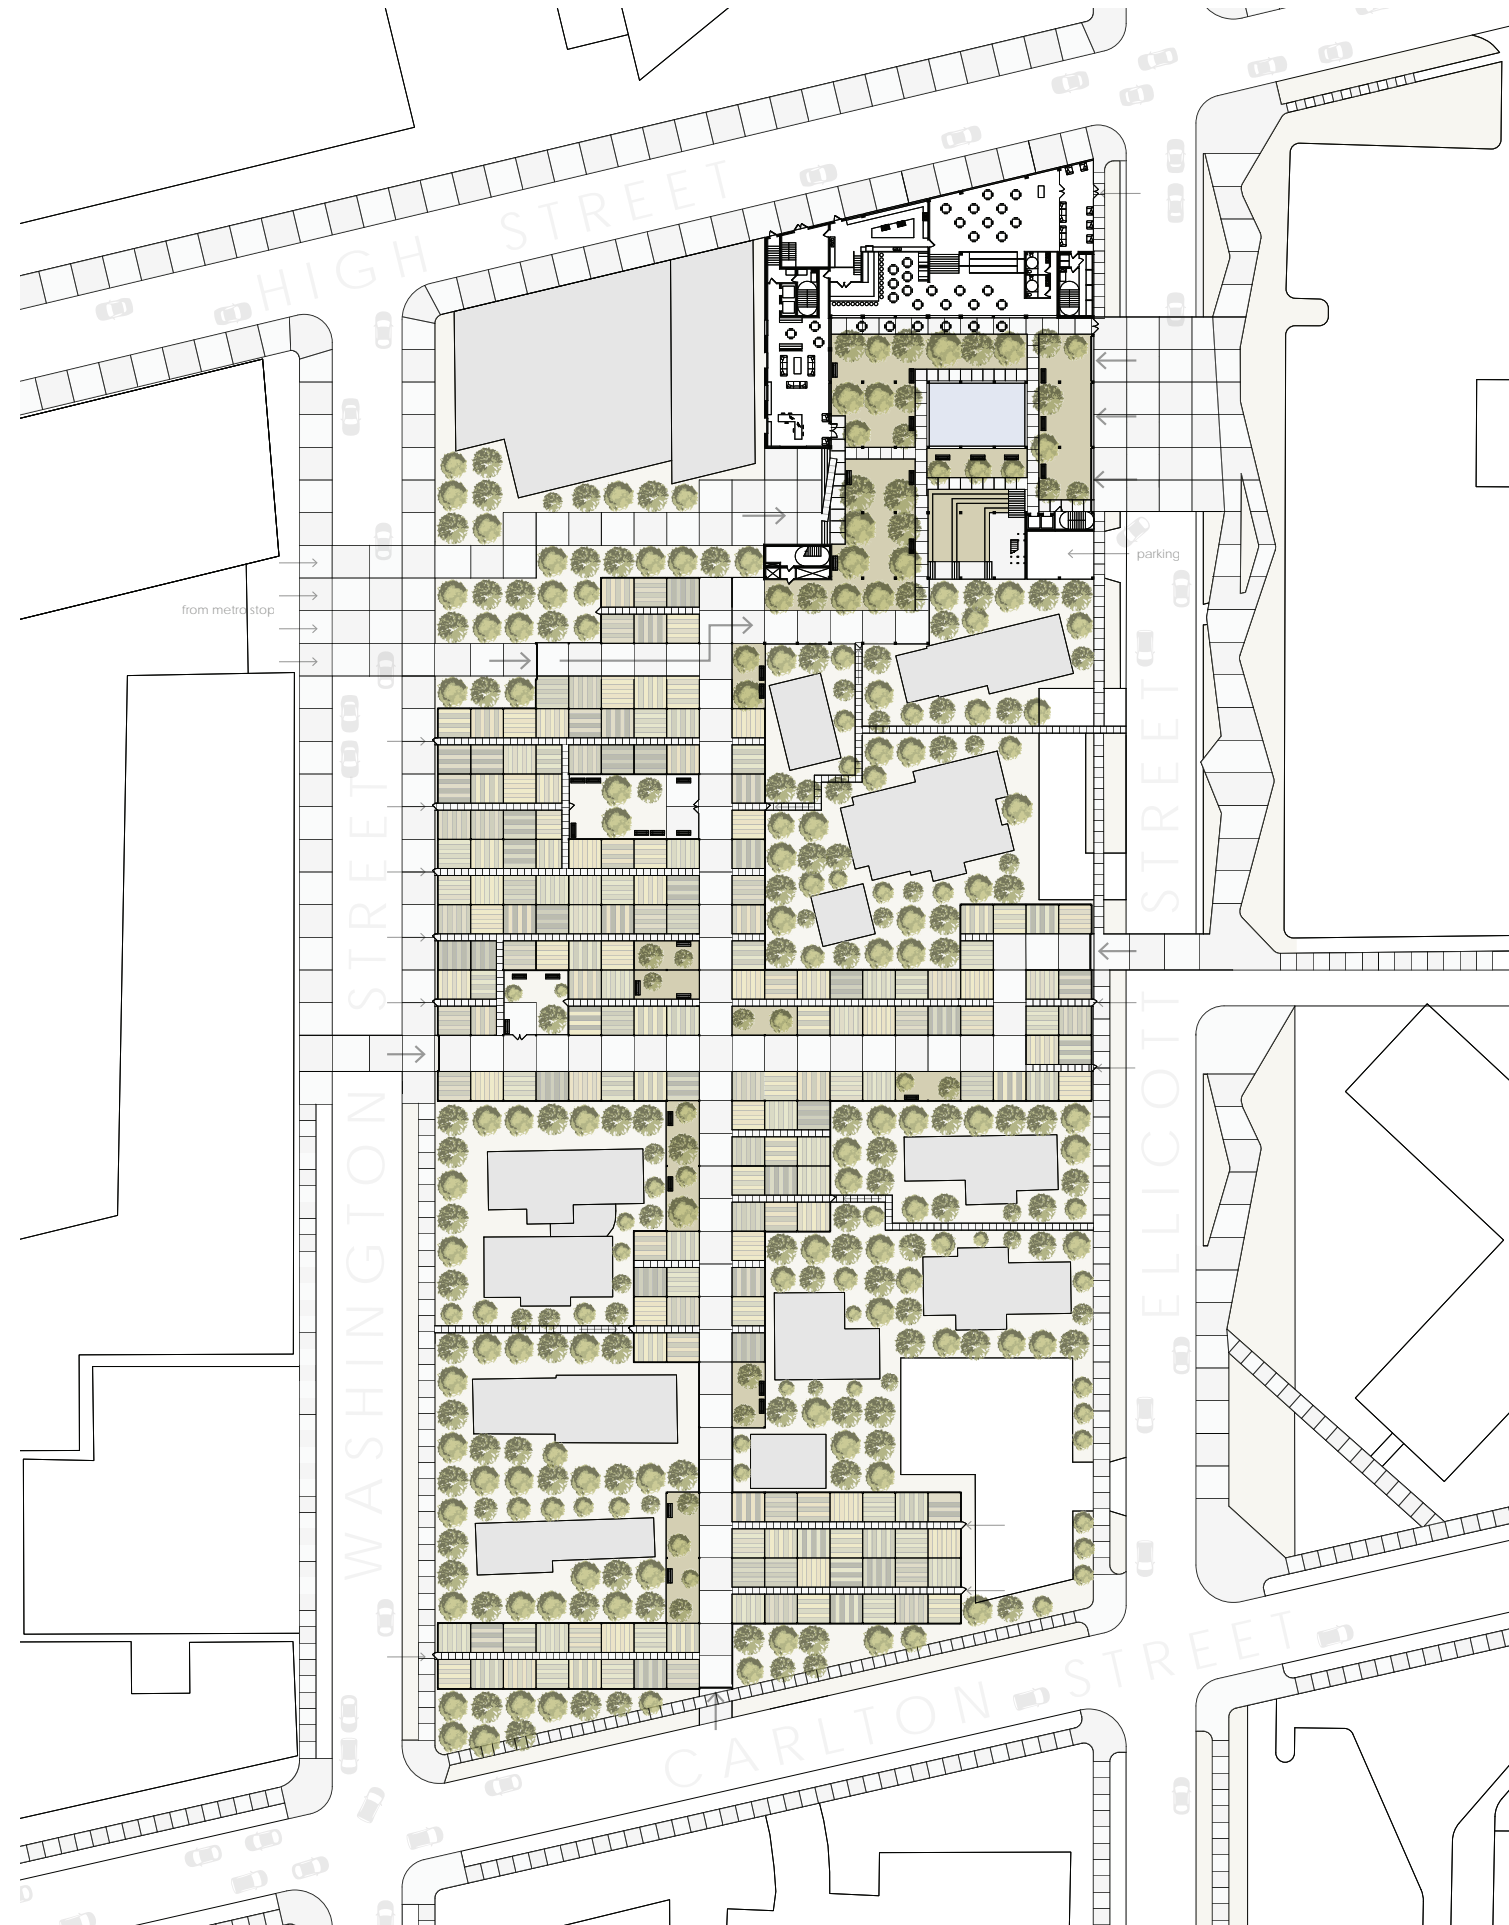 HIGH STREET
parking
from metro stop
WASHINGTON STREET
ELLICOTT STREET
CARLTON STREET